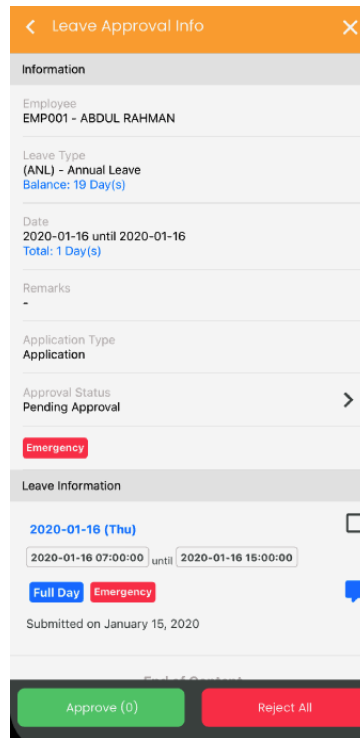 Leave Approval Info
Information
Employee
EMP001 - ABDUL RAHMAN
Leave Type
(ANL) - Annual Leave
Balance: 19 Day(s)
Date
2020-01-16 until 2020-01-16
Total: 1 Day(s)
Remarks
-
Application Type
Application
Approval Status
Pending Approval
Emergency
Leave Information
2020-01-16 (Thu)
2020-01-16 07:00:00 until 2020-01-16 15:00:00
Full Day Emergency
Submitted on January 15, 2020
End of Content
Approve (0) Reject All